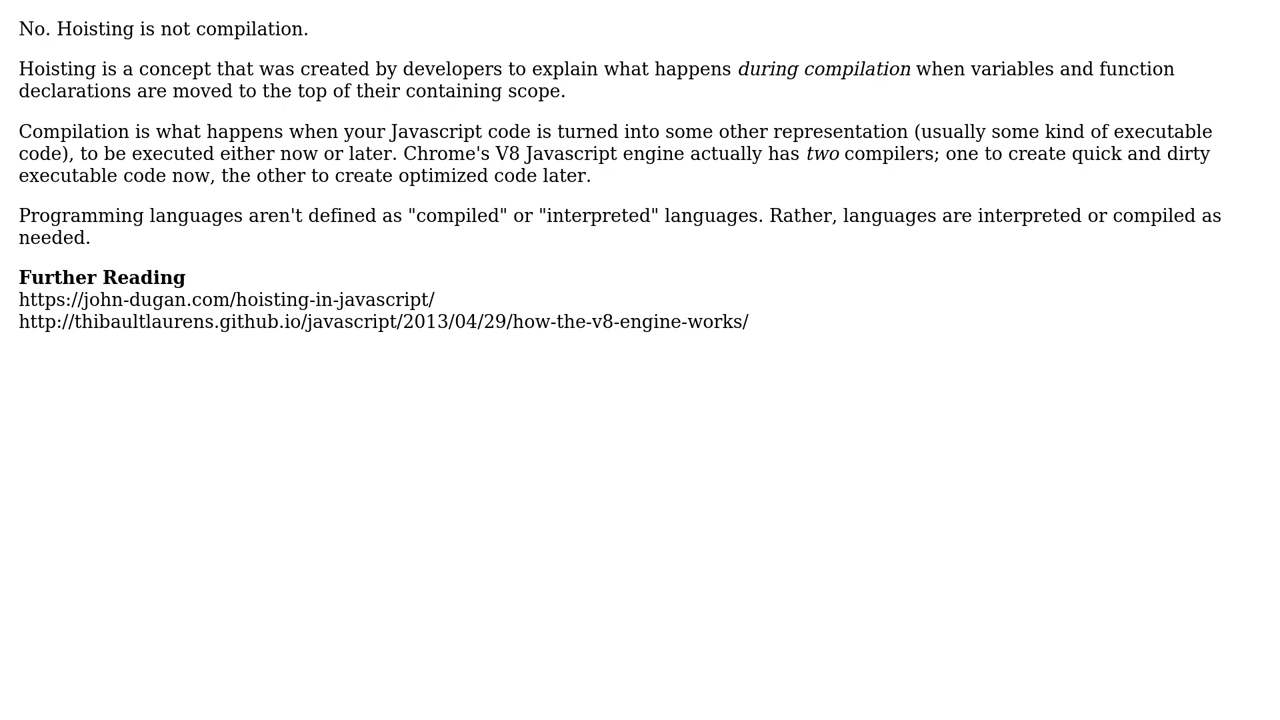 No. Hoisting is not compilation.
Hoisting is a concept that was created by developers to explain what happens during compilation when variables and function
declarations are moved to the top of their containing scope.
Compilation is what happens when your Javascript code is turned into some other representation (usually some kind of executable
code), to be executed either now or later. Chrome's V8 Javascript engine actually has two compilers; one to create quick and dirty
executable code now, the other to create optimized code later.
Programming languages aren't defined as "compiled" or "interpreted" languages. Rather, languages are interpreted or compiled as
needed.
Further Reading
https://john-dugan.com/hoisting-in-javascript/
http://thibaultlaurens.github.io/javascript/2013/04/29/how-the-v8-engine-works/